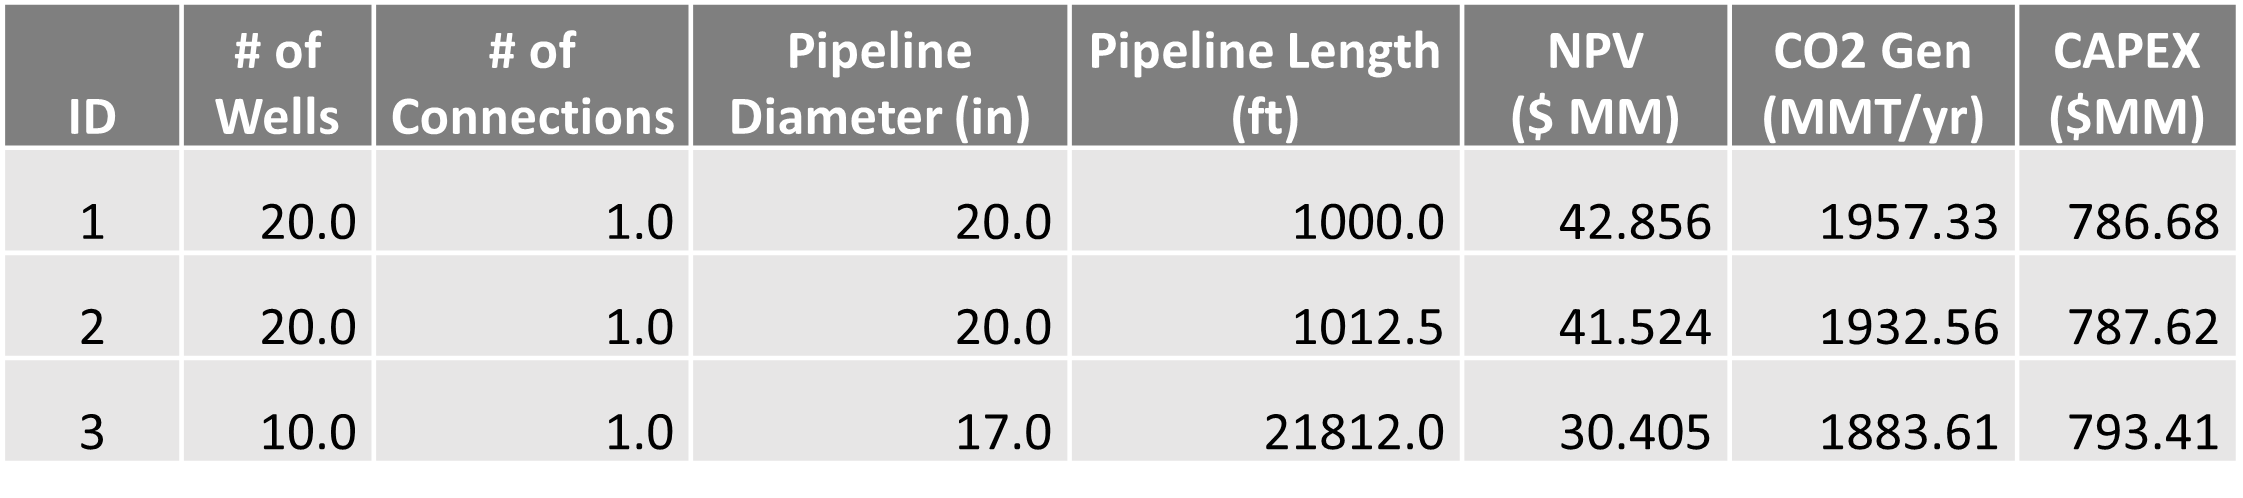 ID # of Wells # of Connections Pipeline Diameter (in) Pipeline Length (ft) NPV ($ MM) CO2 Gen (MMT/yr) CAPEX ($MM)
1 20.0 1.0 20.0 1000.0 42.856 1957.33 786.68
2 20.0 1.0 20.0 1012.5 41.524 1932.56 787.62
3 10.0 1.0 17.0 21812.0 30.405 1883.61 793.41